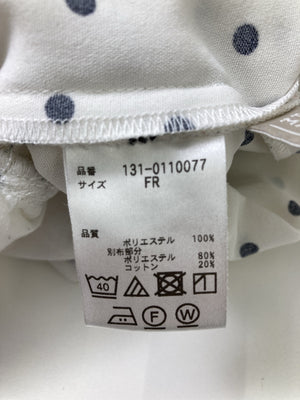 品番 131-0110077
サイズ FR
品質
ポリエステル 100%
別布部分
ポリエステル 80%
コットン 20%
40
F W